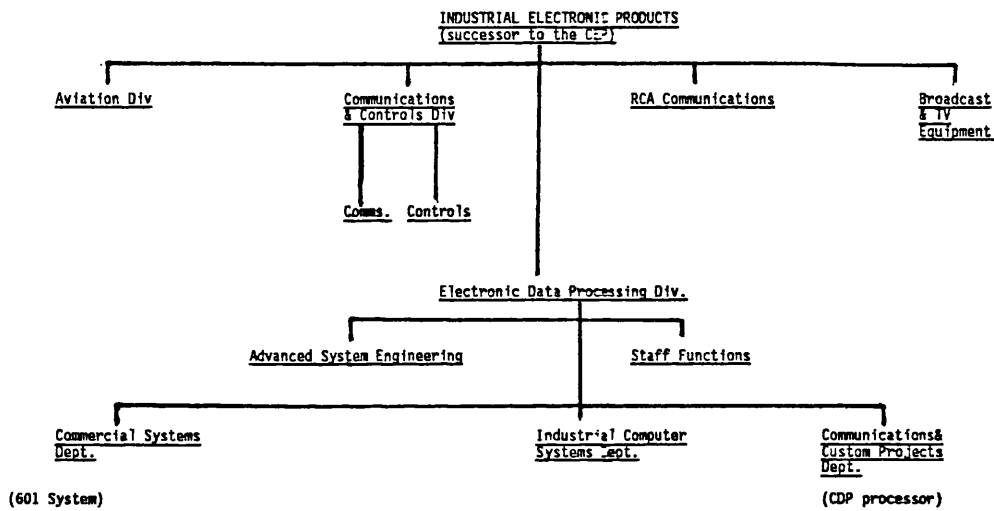 INDUSTRIAL ELECTRONIC PRODUCTS
(successor to the CEP)
Aviation Div
Communications
& Controls Div
RCA Communications
Broadcast
& TV
Equipment
Comms.
Controls
Electronic Data Processing Div.
Advanced System Engineering
Staff Functions
Commercial Systems
Dept.
Industrial Computer
Systems Dept.
Communications&
Custom Projects
Dept.
(601 System)
(CDP processor)